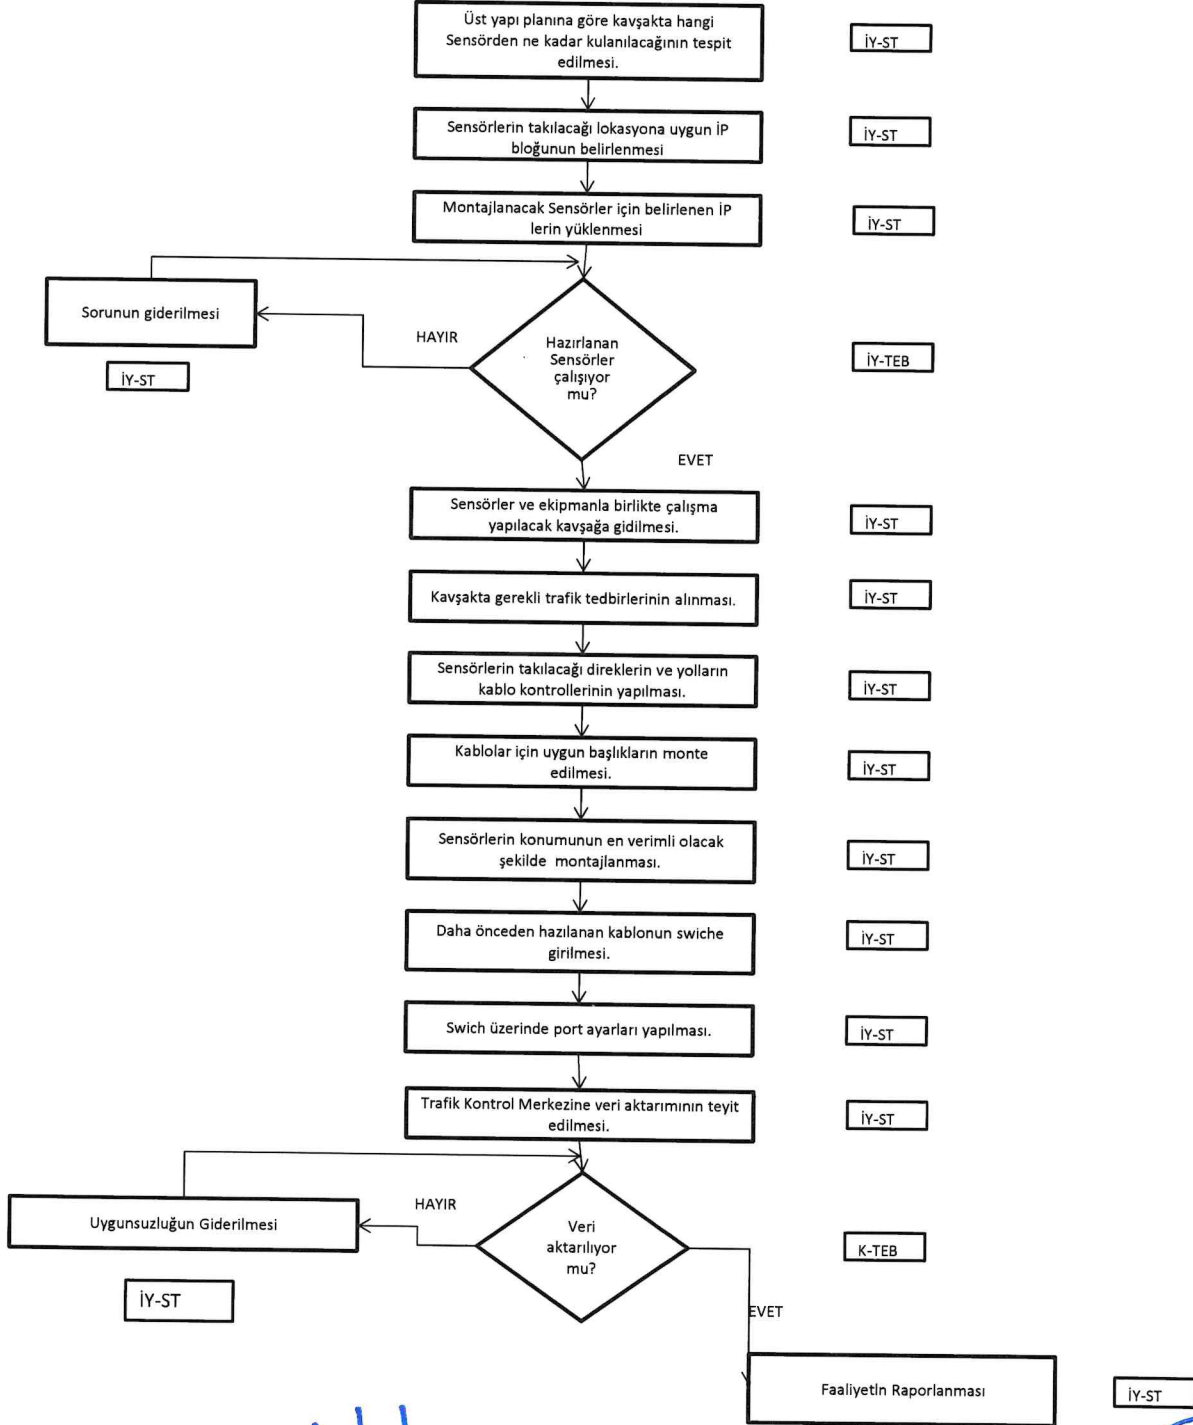 Üst yapı planına göre kavşakta hangi
Sensörden ne kadar kulanılacağının tespit
edilmesi.
İY-ST
Sensörlerin takılacağı lokasyona uygun İP
bloğunun belirlenmesi
İY-ST
Montajlanacak Sensörler için belirlenen İP
lerin yüklenmesi
İY-ST
Sorunun giderilmesi
İY-ST
HAYIR
Hazırlanan
Sensörler
çalışıyor
mu?
İY-TEB
EVET
Sensörler ve ekipmanla birlikte çalışma
yapılacak kavşağa gidilmesi.
İY-ST
Kavşakta gerekli trafik tedbirlerinin alınması.
İY-ST
Sensörlerin takılacağı direklerin ve yolların
kablo kontrollerinin yapılması.
İY-ST
Kablolar için uygun başlıkların monte
edilmesi.
İY-ST
Sensörlerin konumunun en verimli olacak
şekilde montajlanması.
İY-ST
Daha önceden hazılanan kablonun swiche
girilmesi.
İY-ST
Swich üzerinde port ayarları yapılması.
İY-ST
Trafik Kontrol Merkezine veri aktarımının teyit
edilmesi.
İY-ST
Uygunsuzluğun Giderilmesi
İY-ST
HAYIR
Veri
aktarılıyor
mu?
K-TEB
EVET
Faaliyetln Raporlanması
İY-ST